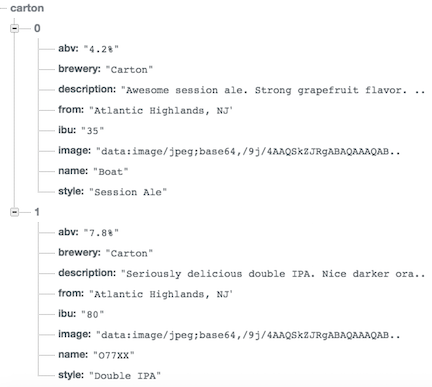 carton
0
abv: "4.2%"
brewery: "Carton"
description: "Awesome session ale. Strong grapefruit flavor. ..
from: "Atlantic Highlands, NJ'
ibu: "35"
image: "data:image/jpeg;base64,/9j/4AAQSkZJRgABAQAAAQAB..
name: "Boat"
style: "Session Ale"
1
abv: "7.8%"
brewery: "Carton"
description: "Seriously delicious double IPA. Nice darker ora..
from: "Atlantic Highlands, NJ'
ibu: "80"
image: "data:image/jpeg;base64,/9j/4AAQSkZJRgABAQAAAQAB..
name: "O77XX"
style: "Double IPA"